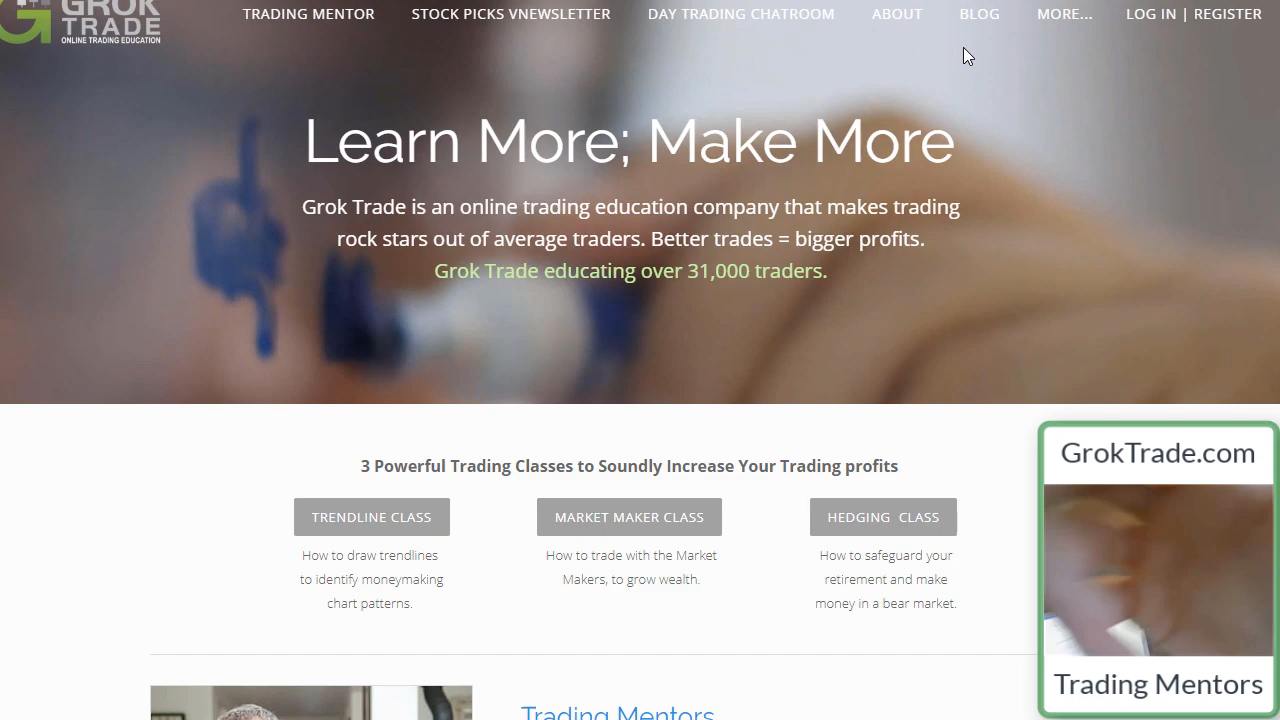 GROK
TRADE
ONLINE TRADING EDUCATION
TRADING MENTOR
STOCK PICKS VNEWSLETTER
DAY TRADING CHATROOM
ABOUT
BLOG
MORE...
LOG IN | REGISTER
Learn More; Make More
Grok Trade is an online trading education company that makes trading
rock stars out of average traders. Better trades = bigger profits.
Grok Trade educating over 31,000 traders.
3 Powerful Trading Classes to Soundly Increase Your Trading profits
TRENDLINE CLASS
How to draw trendlines
to identify moneymaking
chart patterns.
MARKET MAKER CLASS
How to trade with the Market
Makers, to grow wealth.
HEDGING CLASS
How to safeguard your
retirement and make
money in a bear market.
GrokTrade.com
Trading Mentors
Trading Mentors